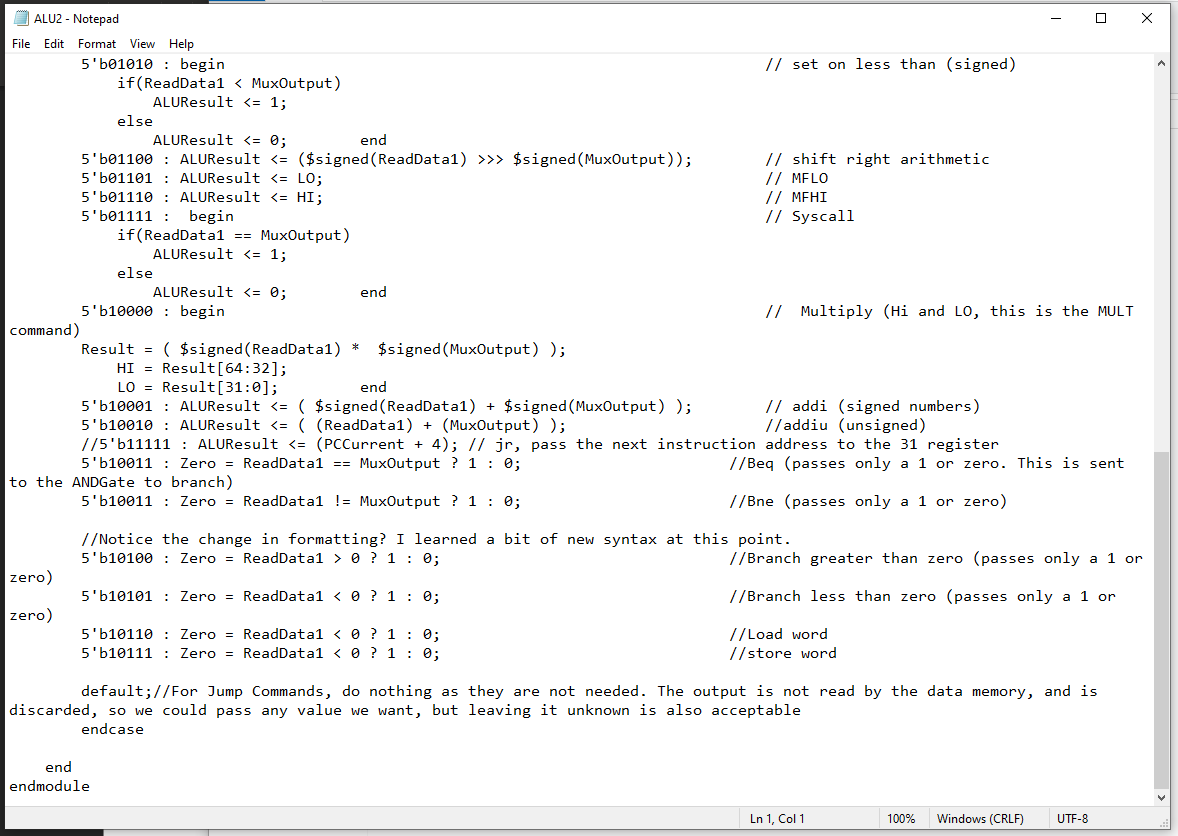 ALU2 - Notepad
File Edit Format View Help
5'b01010 : begin // set on less than (signed)
if(ReadData1 < MuxOutput)
ALUResult <= 1;
else
ALUResult <= 0; end
5'b01100 : ALUResult <= ($signed(ReadData1) >>> $signed(MuxOutput)); // shift right arithmetic
5'b01101 : ALUResult <= LO; // MFLO
5'b01110 : ALUResult <= HI; // MFHI
5'b01111 : begin // Syscall
if(ReadData1 == MuxOutput)
ALUResult <= 1;
else
ALUResult <= 0; end
5'b10000 : begin // Multiply (Hi and LO, this is the MULT
command)
Result = ( $signed(ReadData1) * $signed(MuxOutput) );
HI = Result[64:32];
LO = Result[31:0]; end
5'b10001 : ALUResult <= ( $signed(ReadData1) + $signed(MuxOutput) ); // addi (signed numbers)
5'b10010 : ALUResult <= ( (ReadData1) + (MuxOutput) ); //addiu (unsigned)
//5'b11111 : ALUResult <= (PCCurrent + 4); // jr, pass the next instruction address to the 31 register
5'b10011 : Zero = ReadData1 == MuxOutput ? 1 : 0; //Beq (passes only a 1 or zero. This is sent
to the ANDGate to branch)
5'b10011 : Zero = ReadData1 != MuxOutput ? 1 : 0; //Bne (passes only a 1 or zero)
//Notice the change in formatting? I learned a bit of new syntax at this point.
5'b10100 : Zero = ReadData1 > 0 ? 1 : 0; //Branch greater than zero (passes only a 1 or
zero)
5'b10101 : Zero = ReadData1 < 0 ? 1 : 0; //Branch less than zero (passes only a 1 or
zero)
5'b10110 : Zero = ReadData1 < 0 ? 1 : 0; //Load word
5'b10111 : Zero = ReadData1 < 0 ? 1 : 0; //store word
default;//For Jump Commands, do nothing as they are not needed. The output is not read by the data memory, and is
discarded, so we could pass any value we want, but leaving it unknown is also acceptable
endcase
end
endmodule
Ln 1, Col 1 100% Windows (CRLF) UTF-8